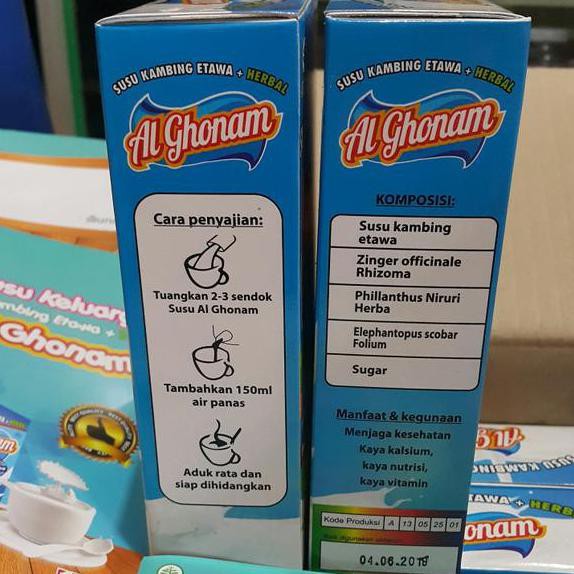 SUSU KAMBING ETAWA + HERBAL
Al Ghonam
Cara penyajian:
Tuangkan 2-3 sendok
Susu Al Ghonam
Tambahkan 150ml
air panas
Aduk rata dan
siap dihidangkan
SUSU KAMBING ETAWA + HERBAL
Al Ghonam
KOMPOSISI:
Susu kambing
etawa
Zinger officinale
Rhizoma
Phillanthus Niruri
Herba
Elephantopus scobar
Folium
Sugar
Manfaat & kegunaan
Menjaga kesehatan
Kaya kalsium,
kaya nutrisi,
kaya vitamin
Kode Produksi A 13 05 25 01
04.06.2019
Ghonam